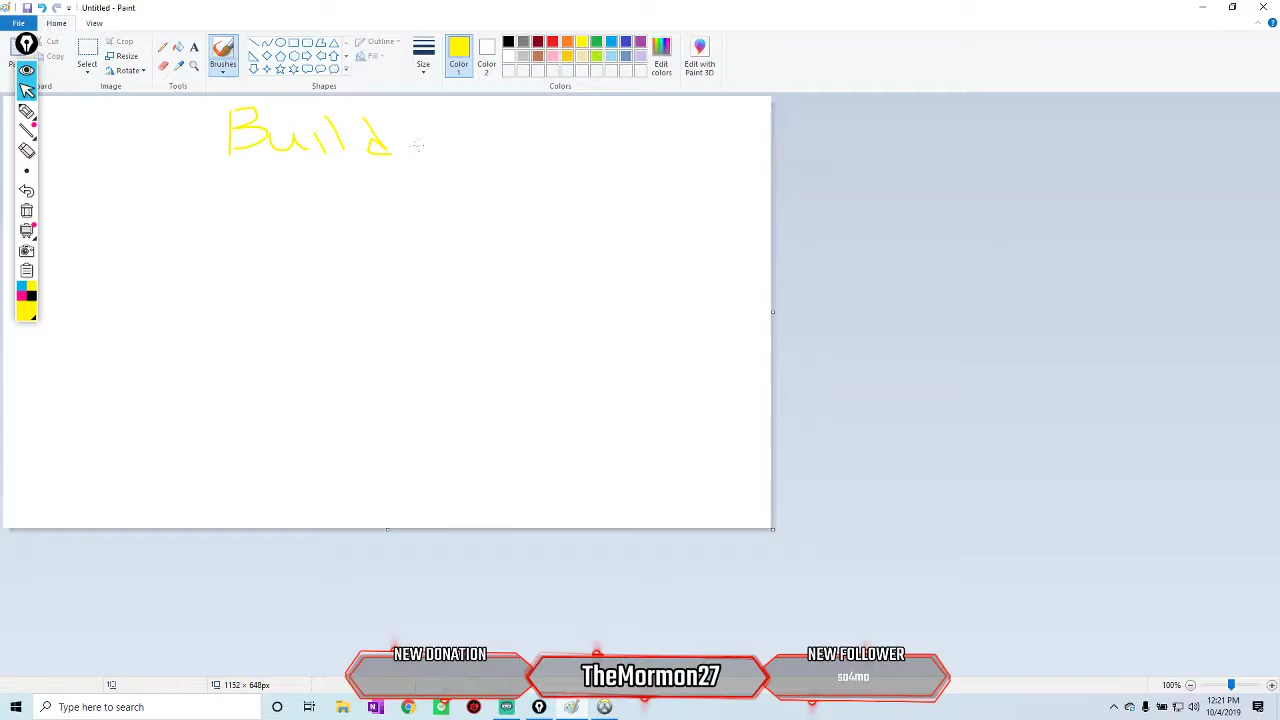 Untitled - Paint
File
Home
View
Cut
Copy
Select
Crop
Resize
Rotate
Brushes
Outline
Fill
Size
Color 1
Color 2
Edit colors
Edit with Paint 3D
Image
Tools
Shapes
Colors
Build
NEW DONATION
TheMormon27
NEW FOLLOWER
so4mo
1152 × 648px
100%
Type here to search
12:21 PM
10/4/2019